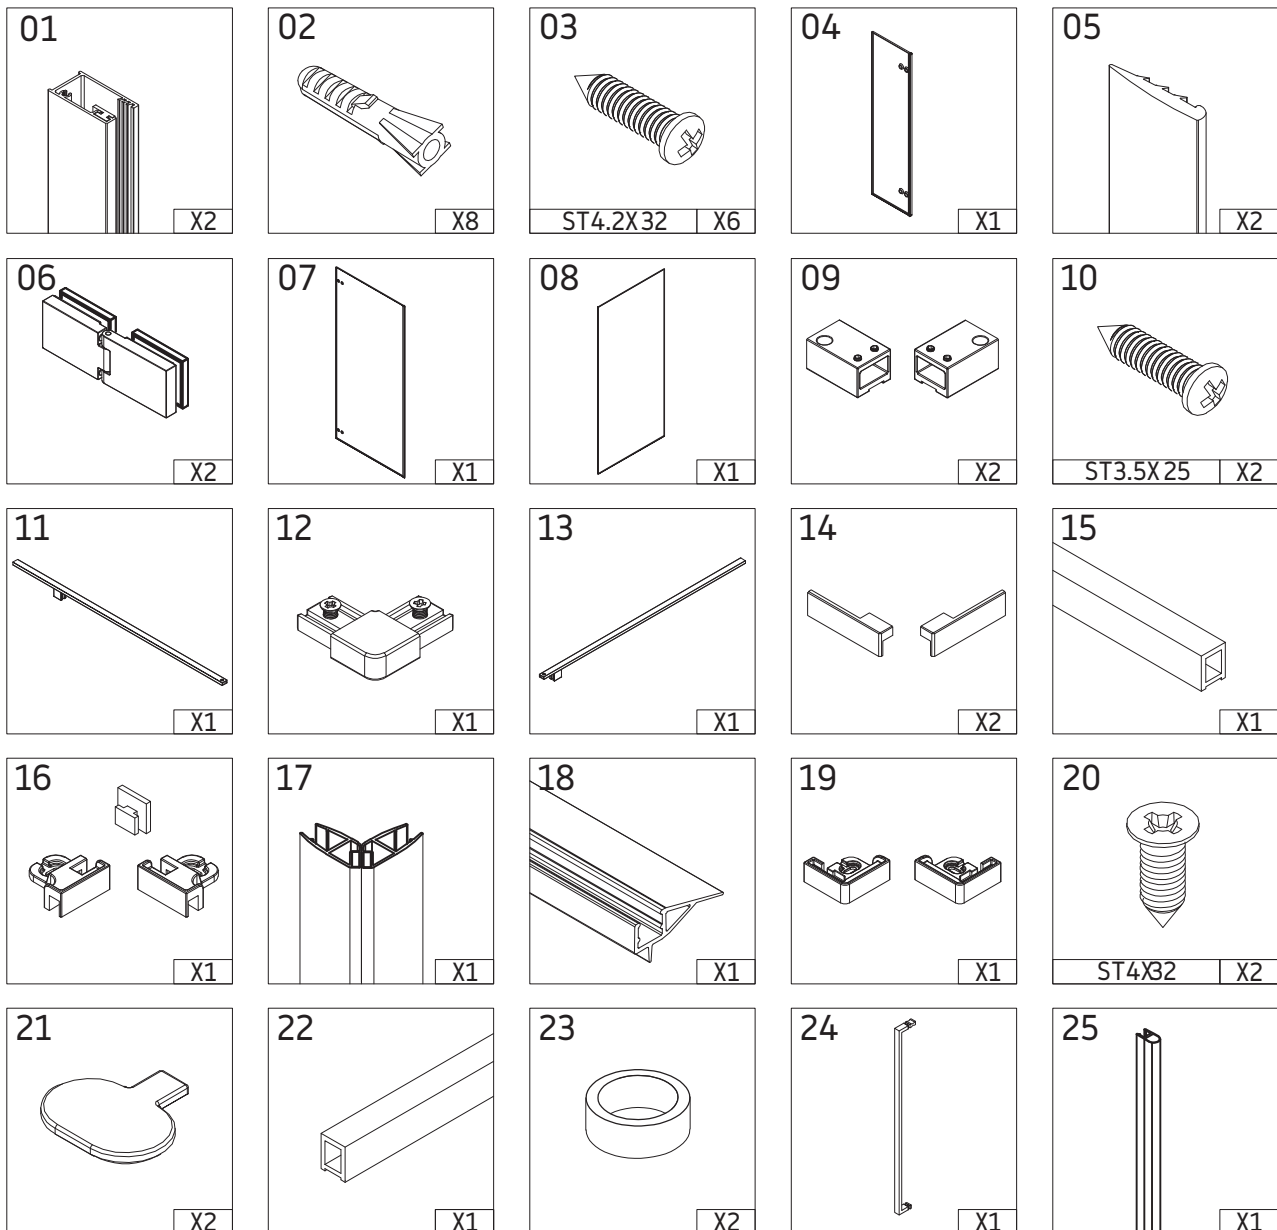 01 02 03 04 05
X2 X8 ST4.2X32 X6 X1 X2
06 07 08 09 10
X2 X1 X1 X2 ST3.5X25 X2
11 12 13 14 15
X1 X1 X1 X2 X1
16 17 18 19 20
X1 X1 X1 X1 ST4X32 X2
21 22 23 24 25
X2 X1 X2 X1 X1